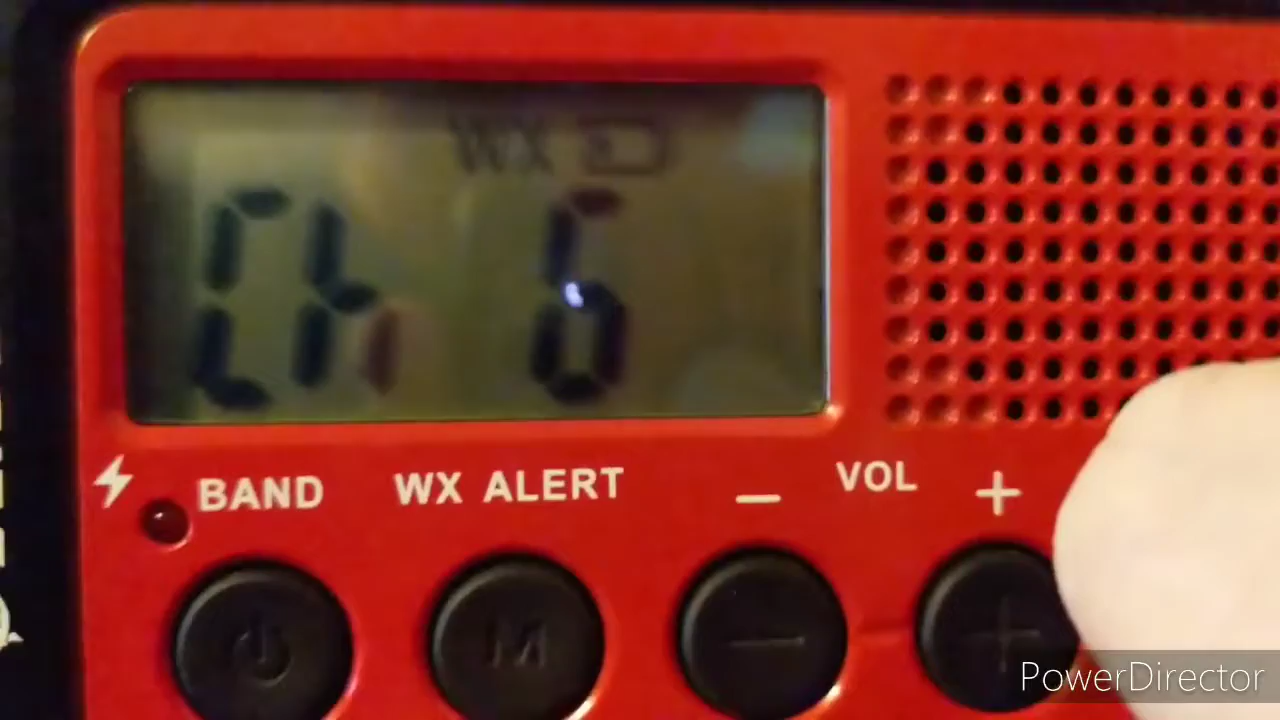 WX
Ch 6
BAND WX ALERT − VOL +
M − +
PowerDirector